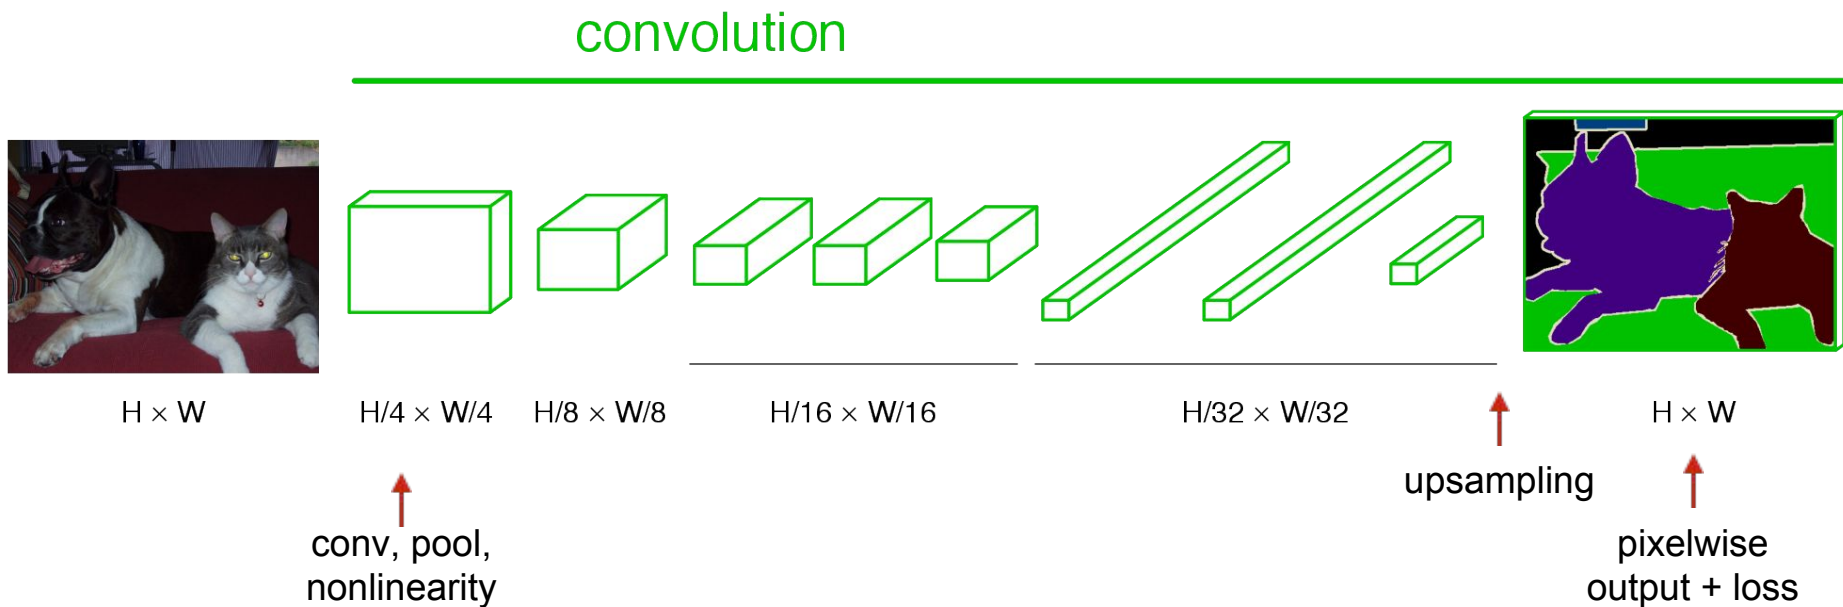 convolution
H × W
H/4 × W/4
H/8 × W/8
H/16 × W/16
H/32 × W/32
H × W
upsampling
conv, pool,
nonlinearity
pixelwise
output + loss